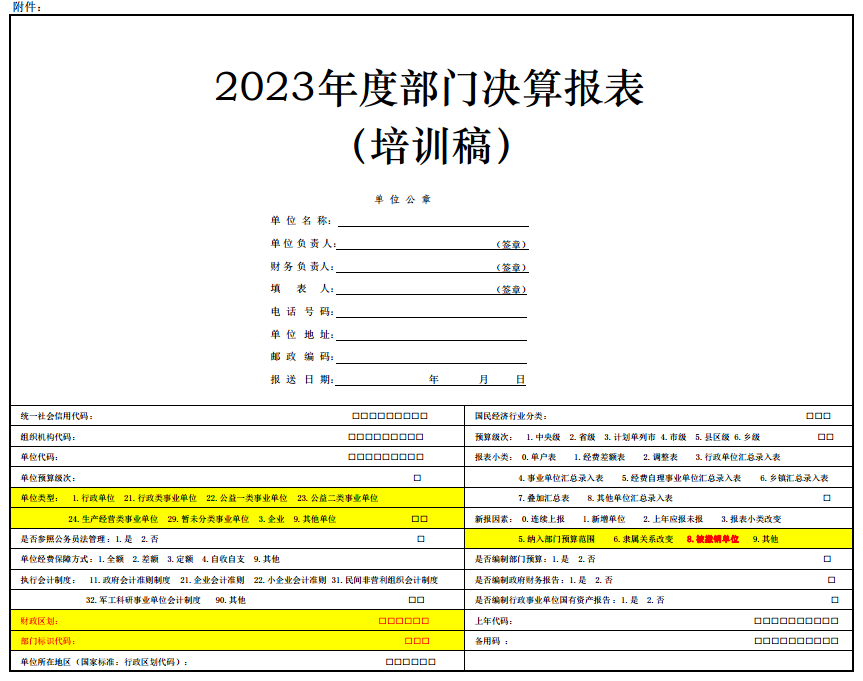 附件：
2023年度部门决算报表
（培训稿）
单 位 公 章
单 位 名 称：
单位负责人： （签章）
财务负责人： （签章）
填 表 人： （签章）
电 话 号 码：
单 位 地 址：
邮 政 编 码：
报 送 日 期： 年 月 日
统一社会信用代码： □□□□□□□□□
组织机构代码： □□□□□□□□□
单位代码： □□□□□□□□□
单位预算级次： □
单位类型： 1.行政单位 21.行政类事业单位 22.公益一类事业单位 23.公益二类事业单位
24.生产经营类事业单位 29.暂未分类事业单位 3.企业 9.其他单位 □□
是否参照公务员法管理：1.是 2.否 □
单位经费保障方式：1.全额 2.差额 3.定额 4.自收自支 9.其他
执行会计制度： 11.政府会计准则制度 21.企业会计准则 22.小企业会计准则 31.民间非营利组织会计制度
32.军工科研事业单位会计制度 90.其他 □□
财政区划： □□□□□□
部门标识代码： □□□
单位所在地区（国家标准：行政区划代码）： □□□□□□
国民经济行业分类： □□□
预算级次： 1.中央级 2.省级 3.计划单列市 4.市级 5.县区级 6.乡级 □□
报表小类： 0.单户表 1.经费差额表 2.调整表 3.行政单位汇总录入表
4.事业单位汇总录入表 5.经费自理事业单位汇总录入表 6.乡镇汇总录入表
7.叠加汇总表 8.其他单位汇总录入表 □
新报因素： 0.连续上报 1.新增单位 2.上年应报未报 3.报表小类改变
5.纳入部门预算范围 6.隶属关系改变 8.被撤销单位 9.其他
是否编制部门预算：1.是 2.否 □
是否编制政府财务报告：1.是 2.否 □
是否编制行政事业单位国有资产报告：1.是 2.否 □
上年代码： □□□□□□□□□□
备用码 ： □□□□□□□□□□